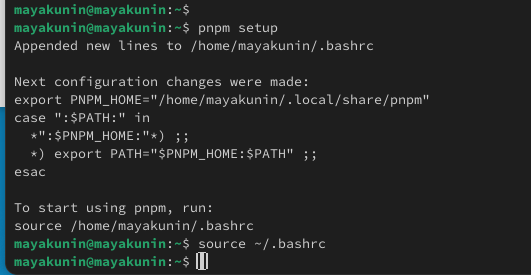 mayakunin@mayakunin:~$
mayakunin@mayakunin:~$ pnpm setup
Appended new lines to /home/mayakunin/.bashrc

Next configuration changes were made:
export PNPM_HOME="/home/mayakunin/.local/share/pnpm"
case ":$PATH:" in
  *":$PNPM_HOME:"*) ;;
  *) export PATH="$PNPM_HOME:$PATH" ;;
esac

To start using pnpm, run:
source /home/mayakunin/.bashrc
mayakunin@mayakunin:~$ source ~/.bashrc
mayakunin@mayakunin:~$